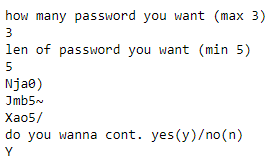 how many password you want (max 3)
3
len of password you want (min 5)
5
Nja0)
Jmb5~
Xao5/
do you wanna cont. yes(y)/no(n)
Y